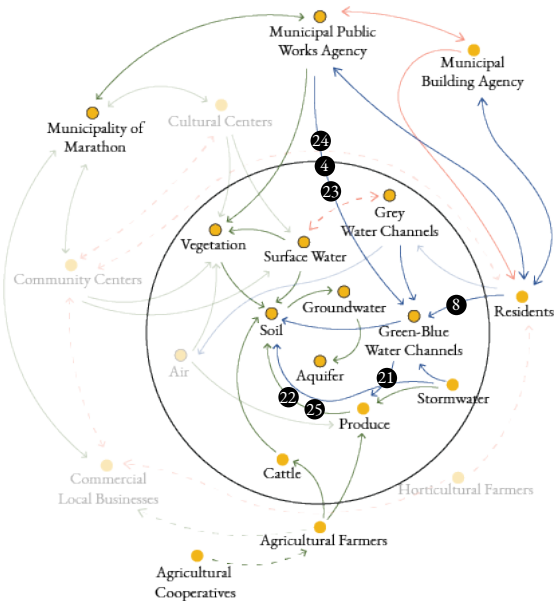 Municipal Public
Works Agency
Municipal
Building Agency
Cultural Centers
Municipality of
Marathon
24
4
23
Grey
Water Channels
Vegetation
Surface Water
Community Centers
Groundwater
8
Residents
Soil
Green-Blue
Water Channels
Air
Aquifer
21
Stormwater
22
25
Produce
Cattle
Commercial
Local Businesses
Horticultural Farmers
Agricultural Farmers
Agricultural
Cooperatives